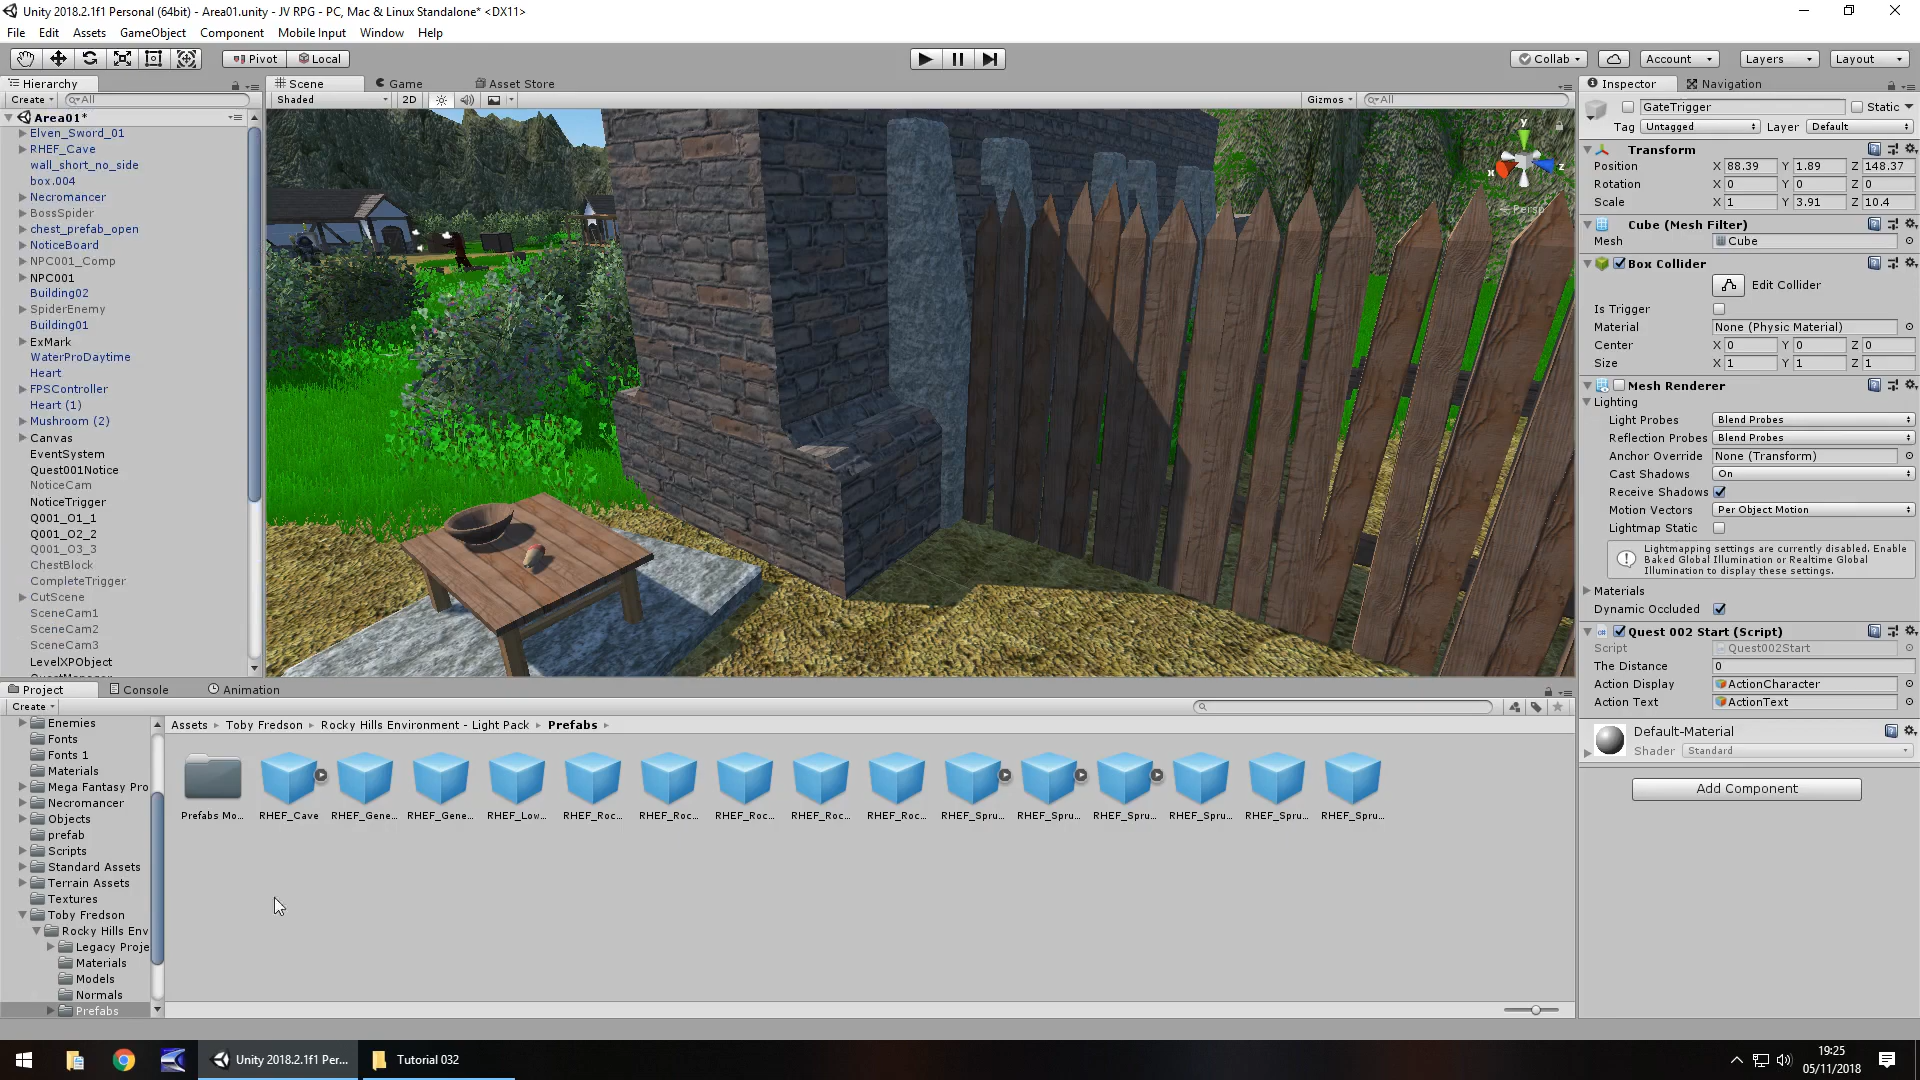 Unity 2018.2.1f1 Personal (64bit) - Area01.unity - JV RPG - PC, Mac & Linux Standalone* <DX11>
File Edit Assets GameObject Component Mobile Input Window Help
Pivot Local Collab Account Layers Layout
Hierarchy Scene Game Asset Store Inspector Navigation
Create All Shaded 2D Gizmos All
Area01*
Elven_Sword_01
RHEF_Cave
wall_short_no_side
box.004
Necromancer
BossSpider
chest_prefab_open
NoticeBoard
NPC001_Comp
NPC001
Building02
SpiderEnemy
Building01
ExMark
WaterProDaytime
Heart
FPSController
Heart (1)
Mushroom (2)
Canvas
EventSystem
Quest001Notice
NoticeCam
NoticeTrigger
Q001_O1_1
Q001_O2_2
Q001_O3_3
ChestBlock
CompleteTrigger
CutScene
SceneCam1
SceneCam2
SceneCam3
LevelXPObject
y
x
z
Persp
GateTrigger Static
Tag Untagged Layer Default
Transform
Position X 88.39 Y 1.89 Z 148.37
Rotation X 0 Y 0 Z 0
Scale X 1 Y 3.91 Z 10.4
Cube (Mesh Filter)
Mesh Cube
Box Collider
Edit Collider
Is Trigger
Material None (Physic Material)
Center X 0 Y 0 Z 0
Size X 1 Y 1 Z 1
Mesh Renderer
Lighting
Light Probes Blend Probes
Reflection Probes Blend Probes
Anchor Override None (Transform)
Cast Shadows On
Receive Shadows
Motion Vectors Per Object Motion
Lightmap Static
Lightmapping settings are currently disabled. Enable
Baked Global Illumination or Realtime Global
Illumination to display these settings.
Materials
Dynamic Occluded
Quest 002 Start (Script)
Script Quest002Start
The Distance 0
Action Display ActionCharacter
Action Text ActionText
Default-Material
Shader Standard
Add Component
Project Console Animation
Create
Enemies
Fonts
Fonts 1
Materials
Mega Fantasy Pro
Necromancer
Objects
prefab
Scripts
Standard Assets
Terrain Assets
Textures
Toby Fredson
Rocky Hills Env
Legacy Proje
Materials
Models
Normals
Prefabs
Assets Toby Fredson Rocky Hills Environment - Light Pack Prefabs
Prefabs Mo... RHEF_Cave RHEF_Gene... RHEF_Gene... RHEF_Low... RHEF_Roc... RHEF_Roc... RHEF_Roc... RHEF_Roc... RHEF_Roc... RHEF_Spru... RHEF_Spru... RHEF_Spru... RHEF_Spru... RHEF_Spru... RHEF_Spru...
Unity 2018.2.1f1 Per... Tutorial 032
19:25
05/11/2018